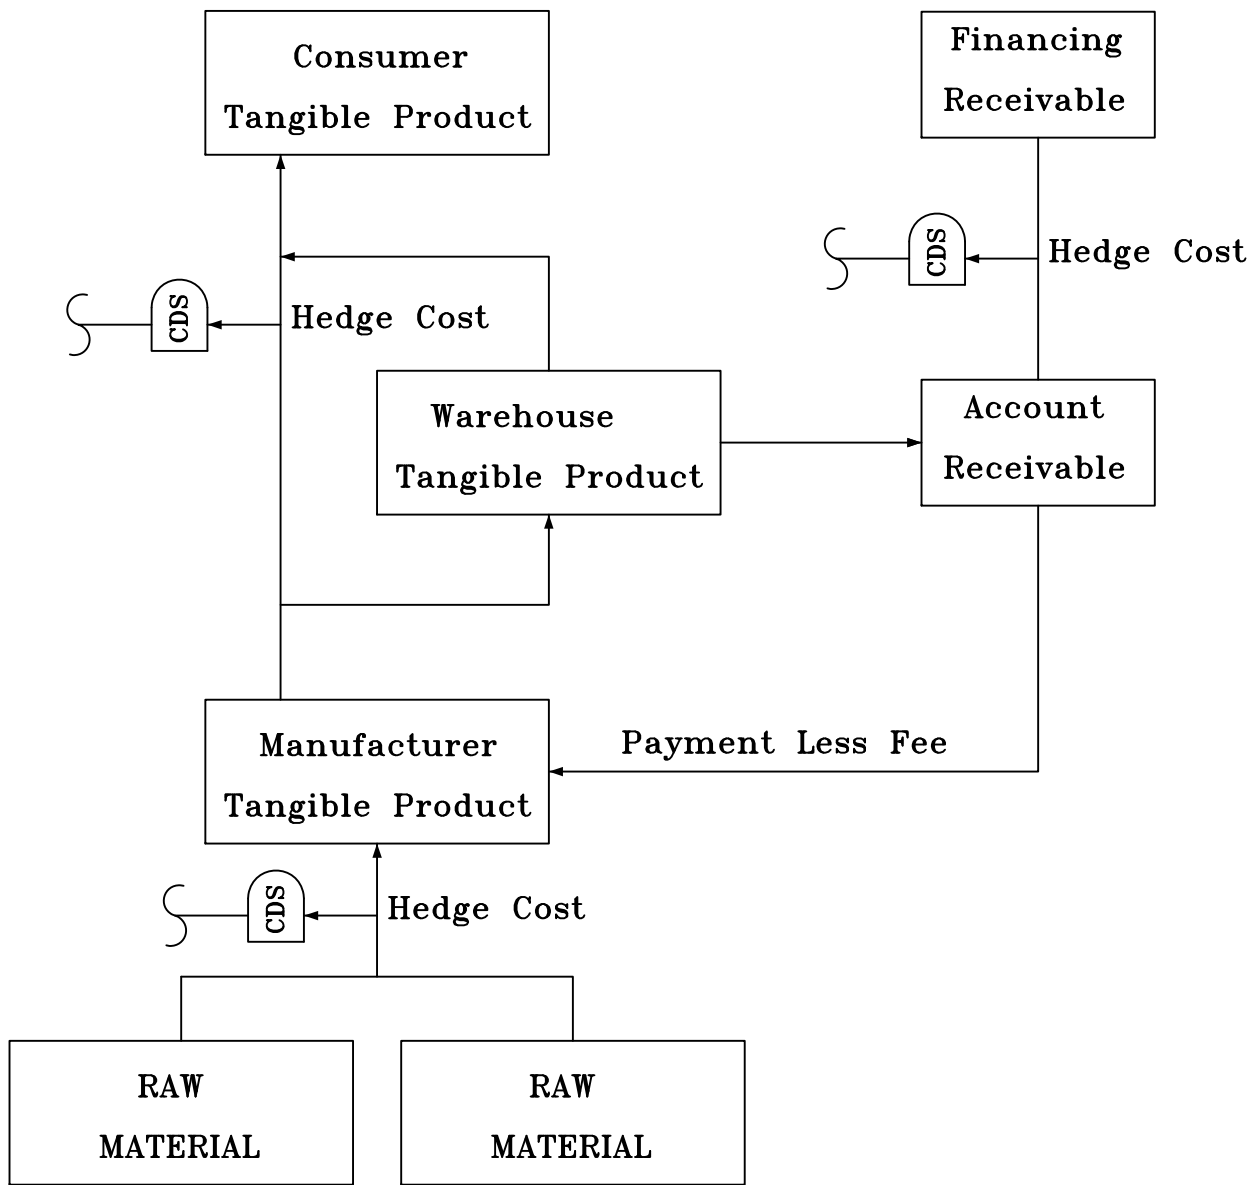 Consumer
Tangible Product
Financing
Receivable
CDS
Hedge Cost
CDS
Hedge Cost
Warehouse
Tangible Product
Account
Receivable
Manufacturer
Tangible Product
Payment Less Fee
CDS
Hedge Cost
RAW
MATERIAL
RAW
MATERIAL